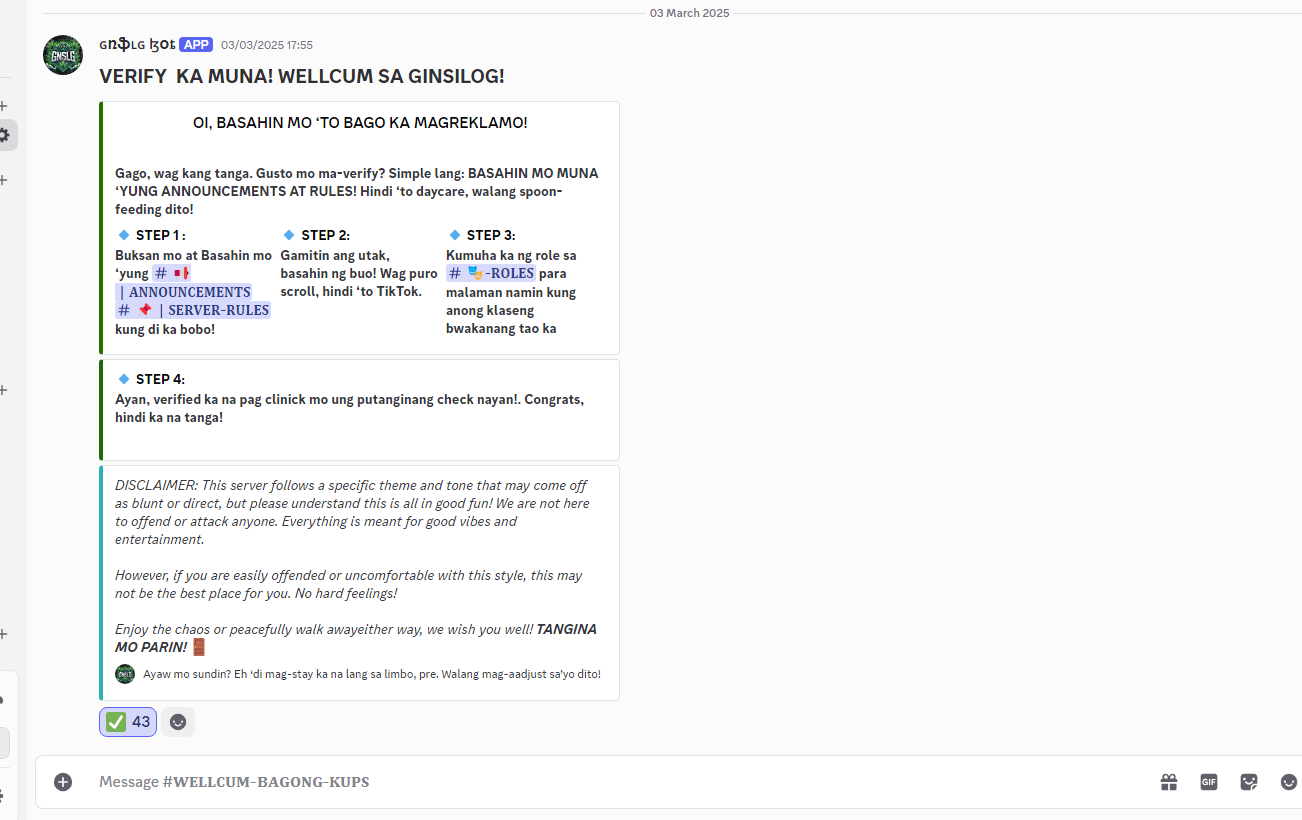 03 March 2025
GNSLG
APP
03/03/2025 17:55
VERIFY KA MUNA! WELLCUM SA GINSILOG!
OI, BASAHIN MO ‘TO BAGO KA MAGREKLAMO!
Gago, wag kang tanga. Gusto mo ma-verify? Simple lang: BASAHIN MO MUNA
‘YUNG ANNOUNCEMENTS AT RULES! Hindi ‘to daycare, walang spoon-
feeding dito!
🔹 STEP 1 :
Buksan mo at Basahin mo
‘yung #
| ANNOUNCEMENTS
# 📌 | SERVER-RULES
kung di ka bobo!
🔹 STEP 2:
Gamitin ang utak,
basahin ng buo! Wag puro
scroll, hindi ‘to TikTok.
🔹 STEP 3:
Kumuha ka ng role sa
# 🎭-ROLES para
malaman namin kung
anong klaseng
bwakanang tao ka
🔹 STEP 4:
Ayan, verified ka na pag clinick mo ung putanginang check nayan!. Congrats,
hindi ka na tanga!
DISCLAIMER: This server follows a specific theme and tone that may come off
as blunt or direct, but please understand this is all in good fun! We are not here
to offend or attack anyone. Everything is meant for good vibes and
entertainment.
However, if you are easily offended or uncomfortable with this style, this may
not be the best place for you. No hard feelings!
Enjoy the chaos or peacefully walk awayeither way, we wish you well! TANGINA
MO PARIN! 🚪
Ayaw mo sundin? Eh ‘di mag-stay ka na lang sa limbo, pre. Walang mag-aadjust sa’yo dito!
✅ 43
Message #WELLCUM-BAGONG-KUPS
GIF